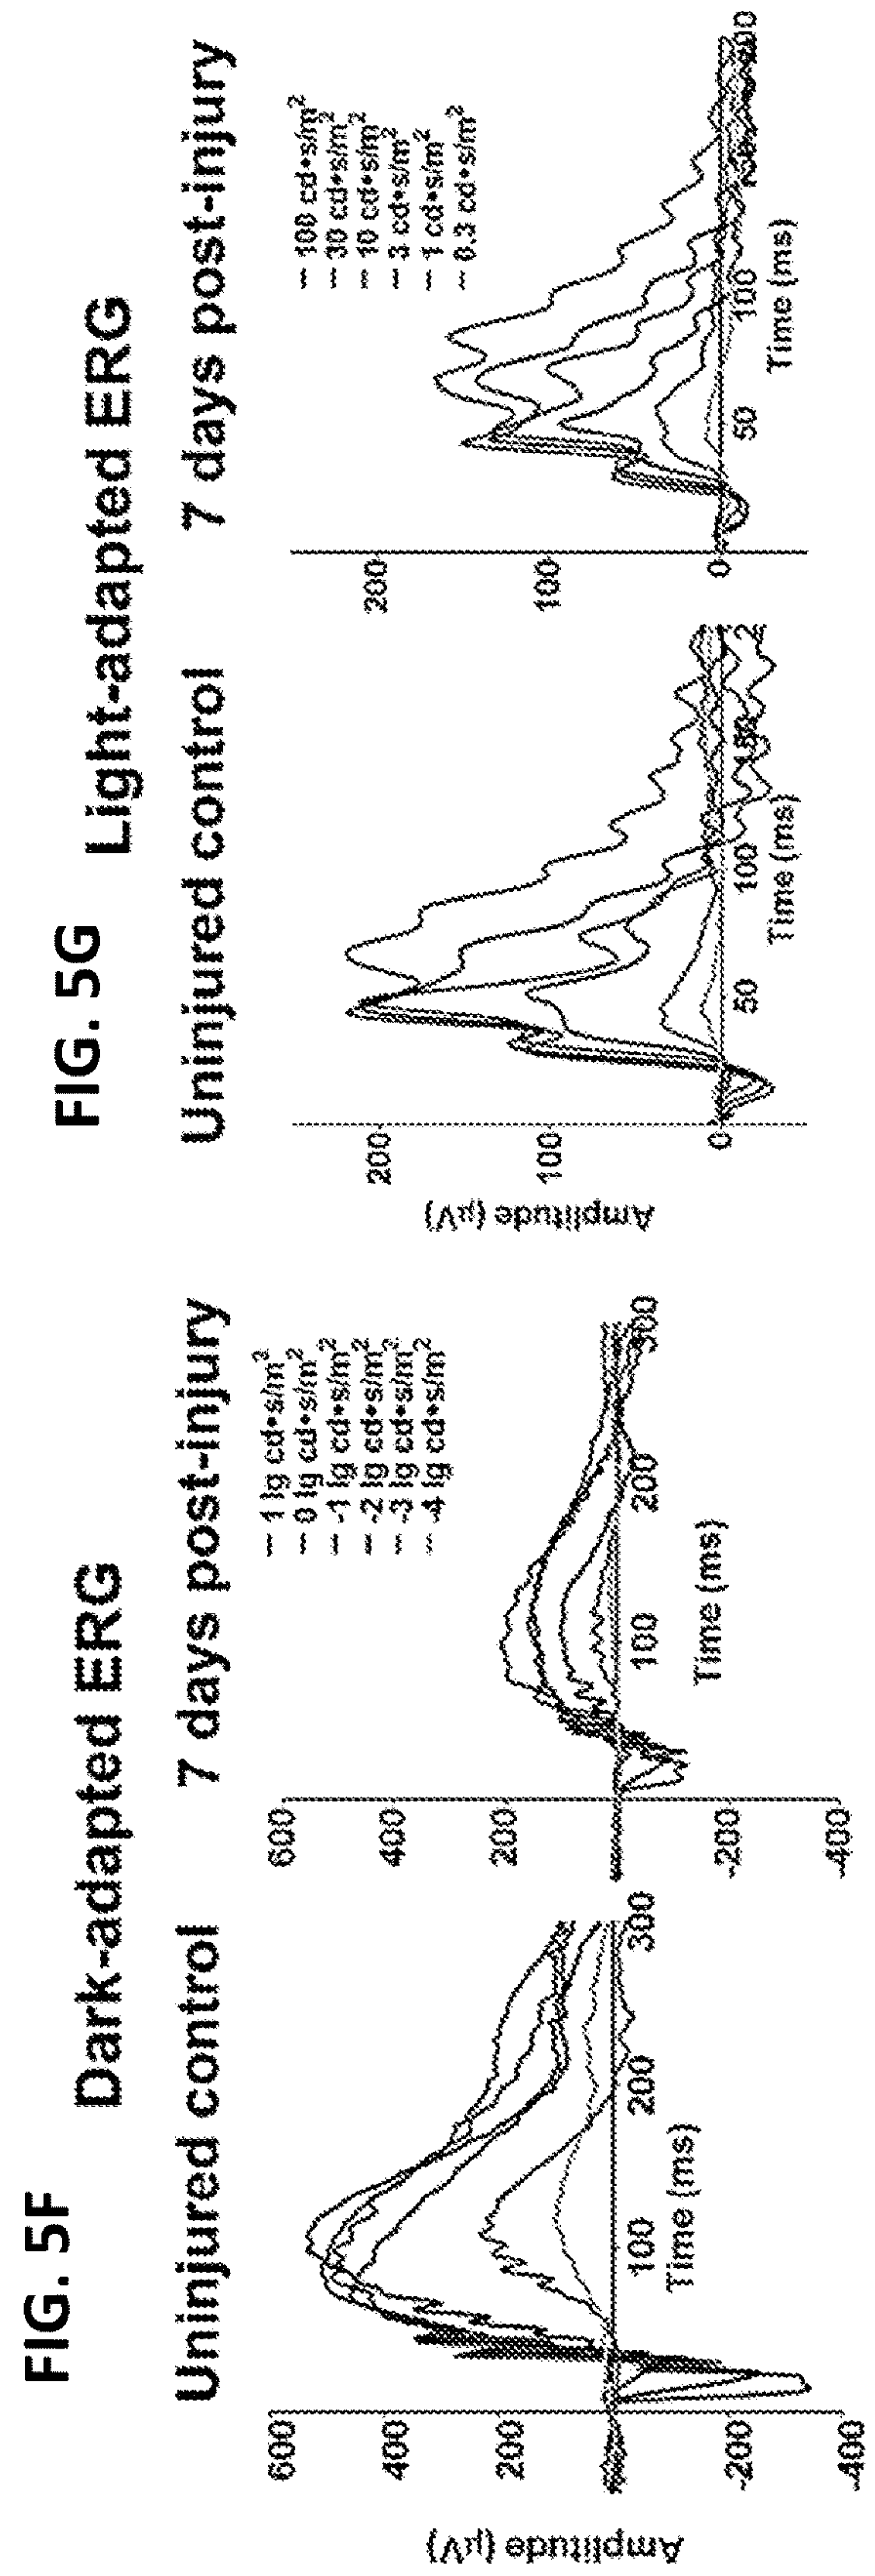 FIG. 5F
Dark-adapted ERG
Uninjured control
7 days post-injury
1 lg cd•s/m²
0 lg cd•s/m²
-1 lg cd•s/m²
-2 lg cd•s/m²
-3 lg cd•s/m²
-4 lg cd•s/m²
Amplitude (µV)
600
400
200
-200
-400
100
200
300
Time (ms)
600
400
200
-200
-400
100
200
300
Time (ms)
FIG. 5G
Light-adapted ERG
Uninjured control
7 days post-injury
100 cd•s/m²
30 cd•s/m²
10 cd•s/m²
3 cd•s/m²
1 cd•s/m²
0.3 cd•s/m²
Amplitude (µV)
200
100
0
50
100
150
2
Time (ms)
200
100
0
50
100
Time (ms)